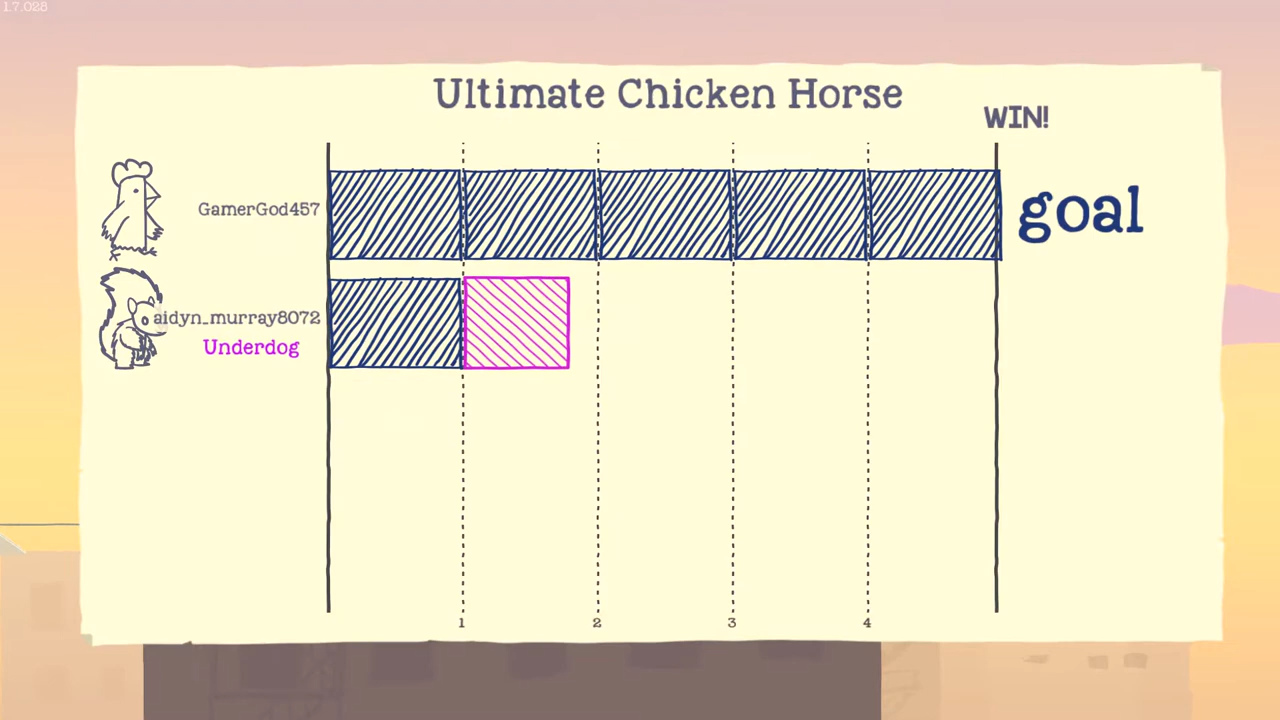 1.7.028
Ultimate Chicken Horse
WIN!
GamerGod457
goal
aidyn_murray8072
Underdog
1 2 3 4